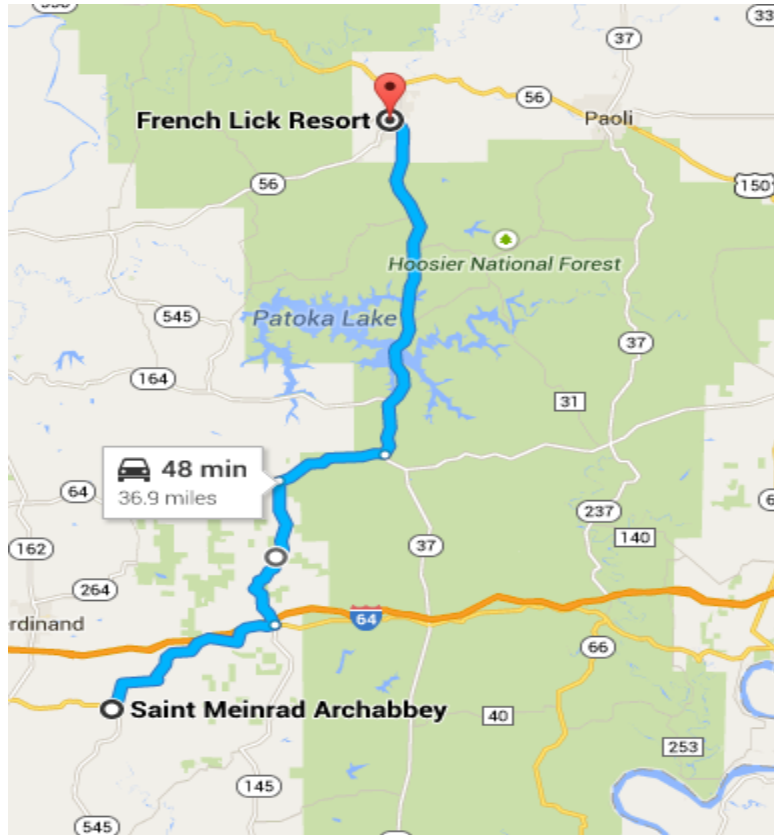 37
56
French Lick Resort
Paoli
56
150
Hoosier National Forest
545
Patoka Lake
37
164
31
48 min
36.9 miles
64
237
162
37
140
264
rdinand
64
66
Saint Meinrad Archabbey
40
253
145
545